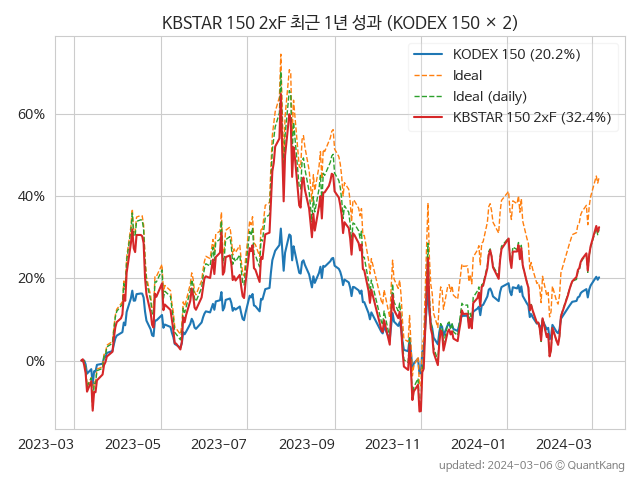 KBSTAR 150 2xF 최근 1년 성과 (KODEX 150 × 2)
KODEX 150 (20.2%)
Ideal
Ideal (daily)
KBSTAR 150 2xF (32.4%)
60%
40%
20%
0%
2023-03 2023-05 2023-07 2023-09 2023-11 2024-01 2024-03
updated: 2024-03-06 © QuantKang